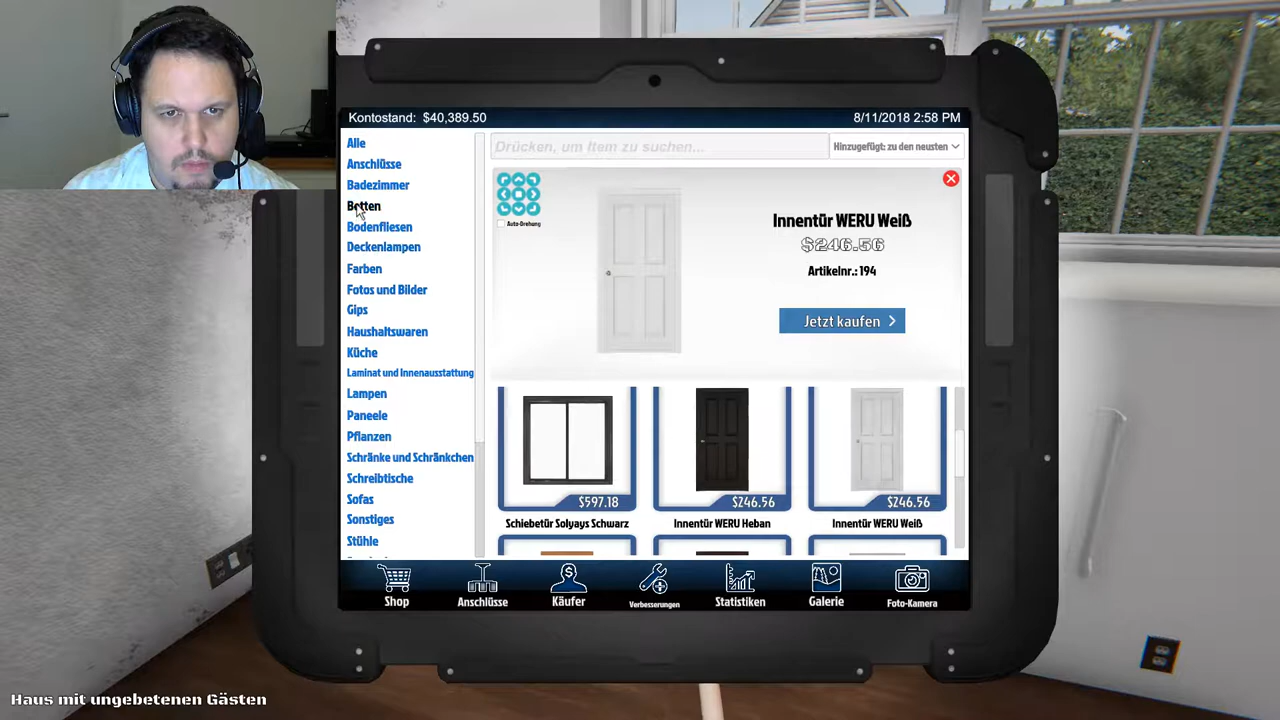 Kontostand: $40,389.50
8/11/2018 2:58 PM
Alle
Anschlüsse
Badezimmer
Betten
Bodenfliesen
Deckenlampen
Farben
Fotos und Bilder
Gips
Haushaltswaren
Küche
Laminat und Innenausstattung
Lampen
Paneele
Pflanzen
Schränke und Schränkchen
Schreibtische
Sofas
Sonstiges
Stühle
Drücken, um Item zu suchen...
Hinzugefügt: zu den neusten
Auto-Drehung
Innentür WERU Weiß
$246.56
Artikelnr.: 194
Jetzt kaufen
$597.18
$246.56
$246.56
Schiebetür Solyays Schwarz
Innentür WERU Heban
Innentür WERU Weiß
Shop
Anschlüsse
Käufer
Verbesserungen
Statistiken
Galerie
Foto-Kamera
Haus mit ungebetenen Gästen